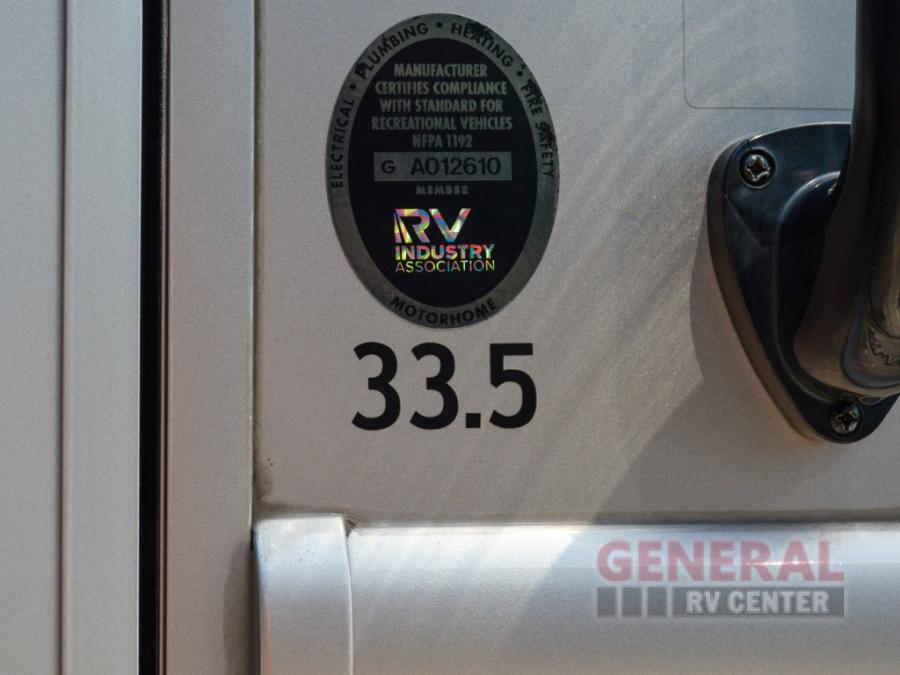 ELECTRICAL • PLUMBING • HEATING • FIRE SAFETY
MANUFACTURER
CERTIFIES COMPLIANCE
WITH STANDARD FOR
RECREATIONAL VEHICLES
NFPA 1192
G A012610
MEMBER
RV
INDUSTRY
ASSOCIATION
MOTORHOME
33.5
GENERAL
RV CENTER